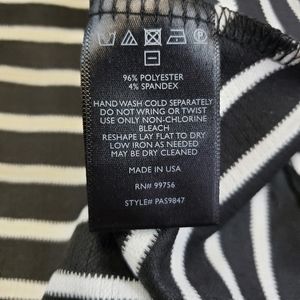 96% POLYESTER
4% SPANDEX
HAND WASH COLD SEPARATELY
DO NOT WRING OR TWIST
USE ONLY NON-CHLORINE
BLEACH
RESHAPE LAY FLAT TO DRY
LOW IRON AS NEEDED
MAY BE DRY CLEANED
MADE IN USA
RN# 99756
STYLE# PAS9847